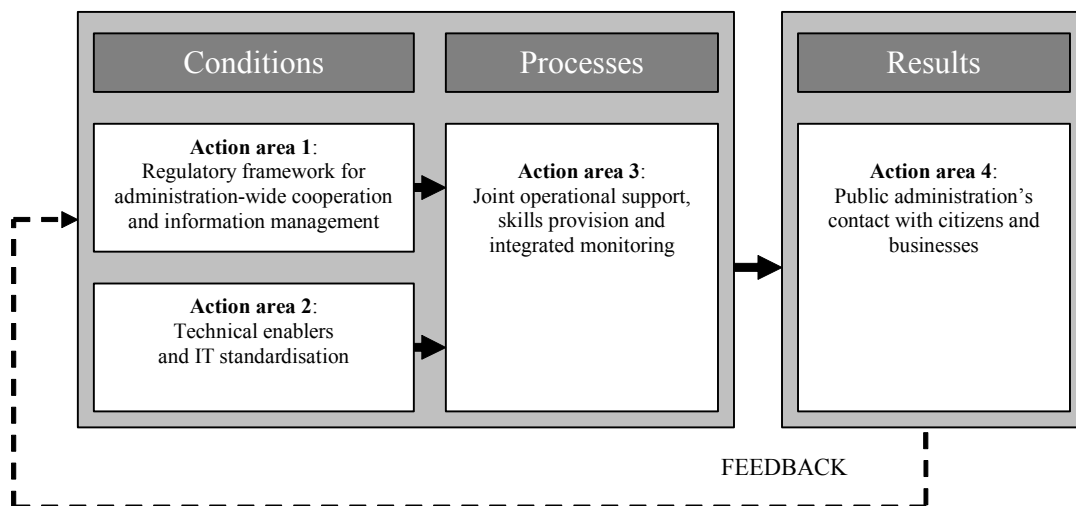 Conditions
Processes
Results
Action area 1:
Regulatory framework for
administration-wide cooperation
and information management
Action area 2:
Technical enablers
and IT standardisation
Action area 3:
Joint operational support,
skills provision and
integrated monitoring
Action area 4:
Public administration’s
contact with citizens and
businesses
FEEDBACK